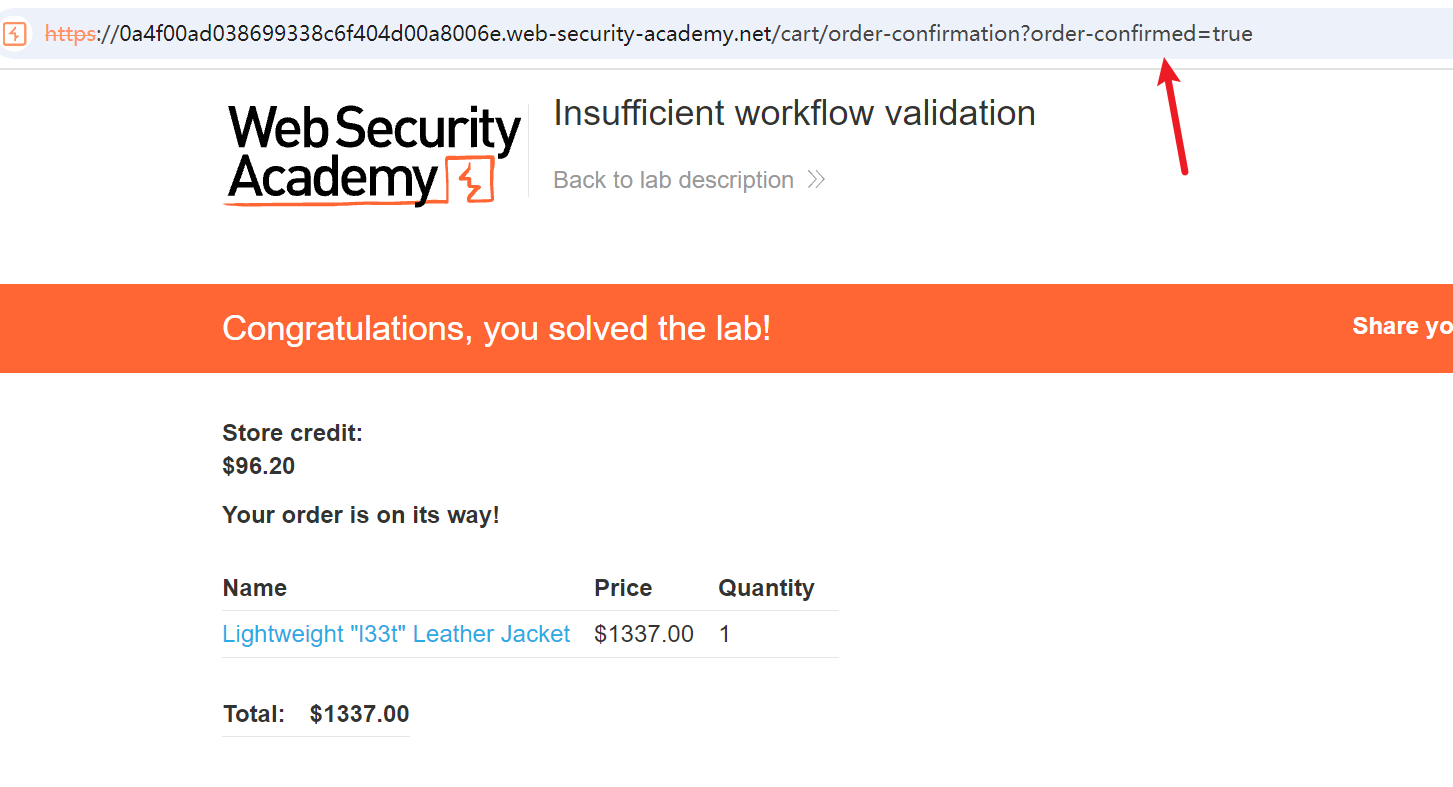 https://0a4f00ad038699338c6f404d00a8006e.web-security-academy.net/cart/order-confirmation?order-confirmed=true
Web Security
Academy
Insufficient workflow validation
Back to lab description
Congratulations, you solved the lab!
Share yo
Store credit:
$96.20
Your order is on its way!
Name Price Quantity
Lightweight "l33t" Leather Jacket $1337.00 1
Total: $1337.00